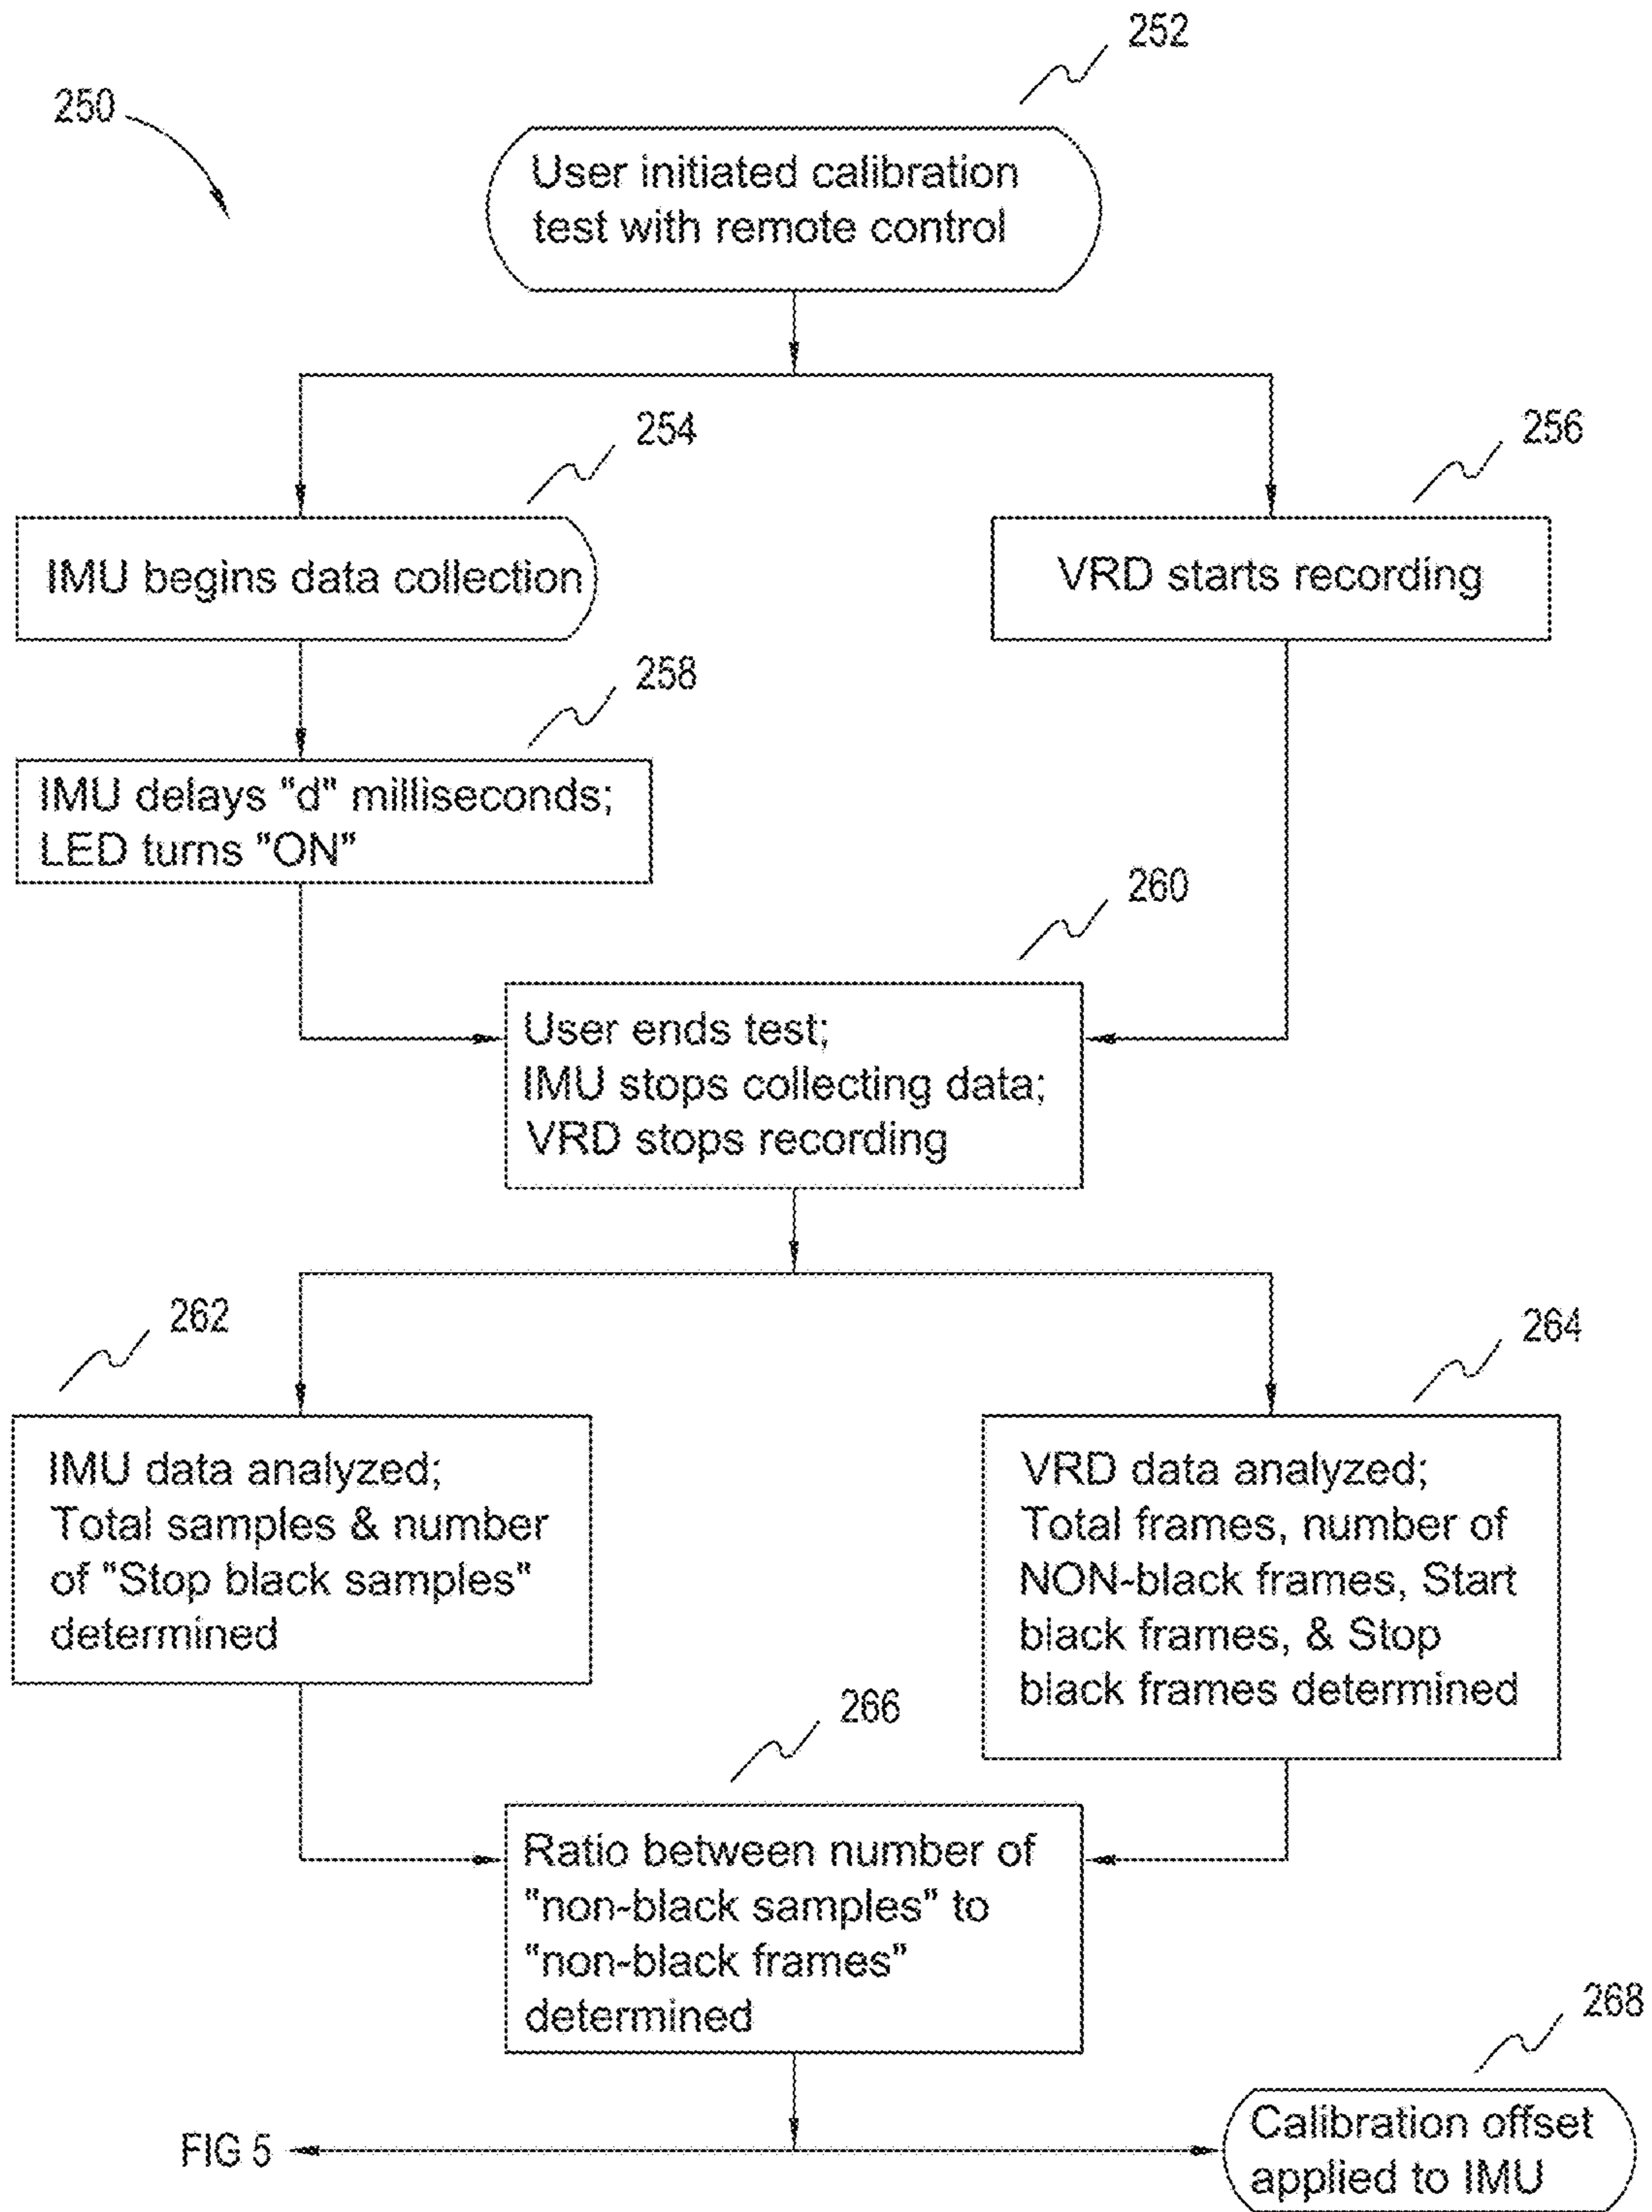 252
250
User initiated calibration
test with remote control
254
256
IMU begins data collection
VRD starts recording
258
IMU delays "d" milliseconds;
LED turns "ON"
260
User ends test;
IMU stops collecting data;
VRD stops recording
262
264
IMU data analyzed;
Total samples & number
of "Stop black samples"
determined
VRD data analyzed;
Total frames, number of
NON-black frames, Start
black frames, & Stop
black frames determined
266
Ratio between number of
"non-black samples" to
"non-black frames"
determined
268
FIG 5
Calibration offset
applied to IMU